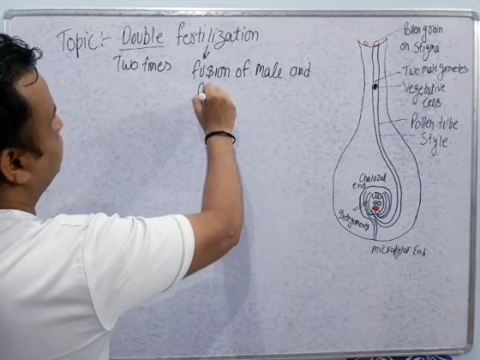 Topic:- Double fertilization
Two times fusion of Male and
f
Pollen grain
on Stigma
Two male gametes
Vegetative
cells
Pollen tube
Style
Chalazal
end
integuments
micropylar End